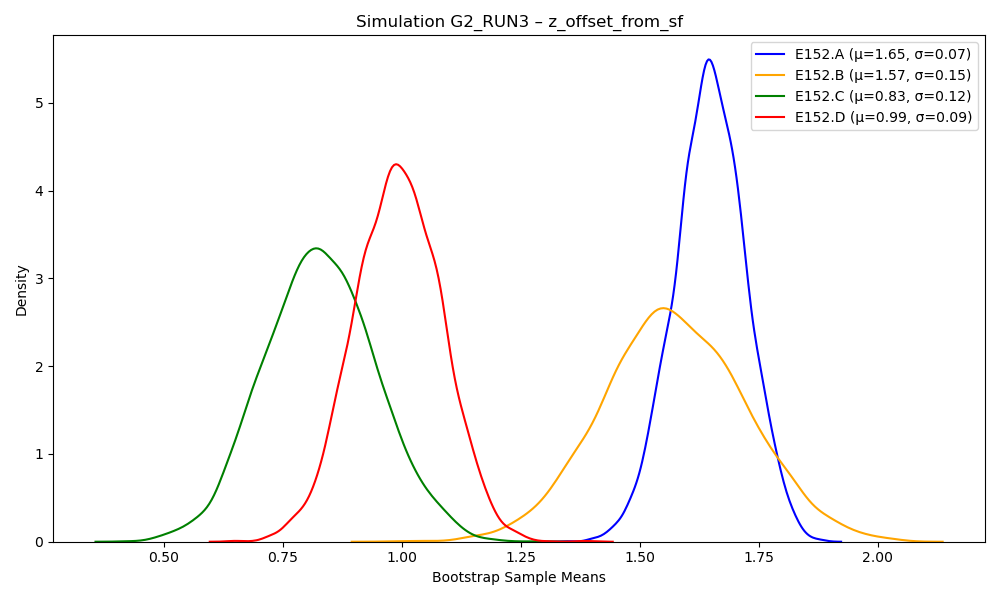 Simulation G2_RUN3 – z_offset_from_sf
E152.A (μ=1.65, σ=0.07)
E152.B (μ=1.57, σ=0.15)
E152.C (μ=0.83, σ=0.12)
E152.D (μ=0.99, σ=0.09)
Density
5
4
3
2
1
0
0.50 0.75 1.00 1.25 1.50 1.75 2.00
Bootstrap Sample Means